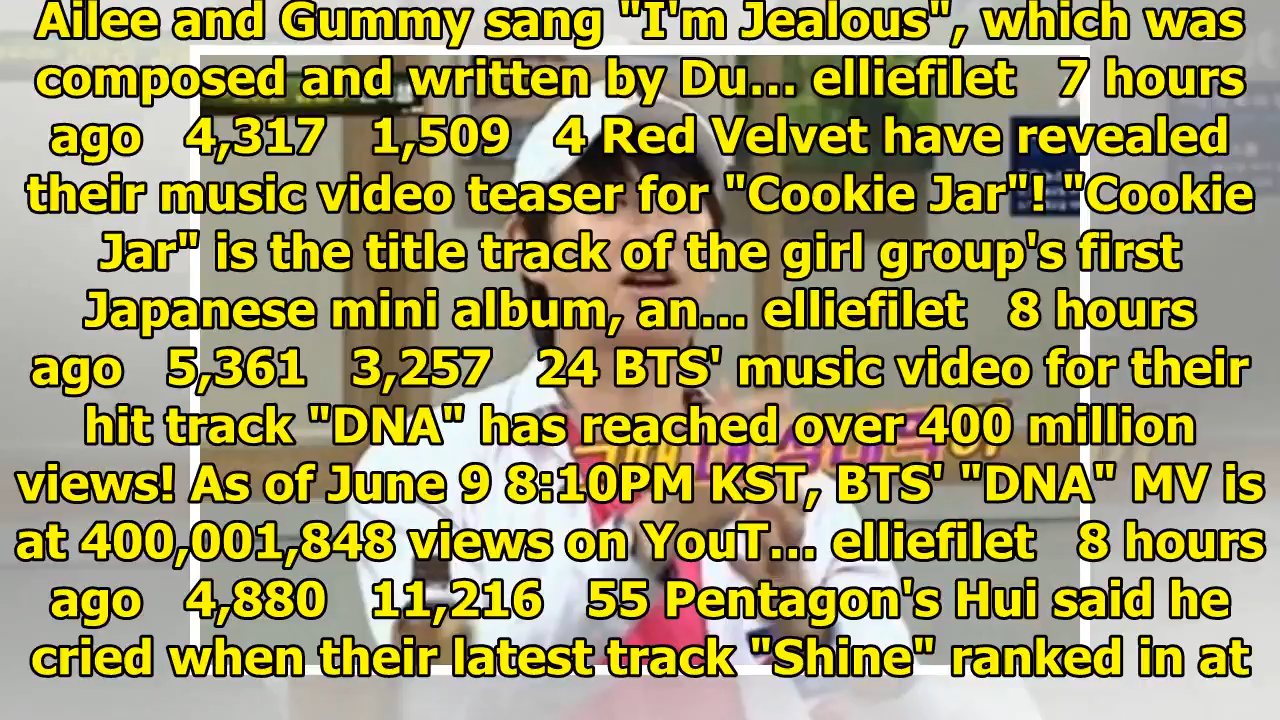 Ailee and Gummy sang "I'm Jealous", which was
composed and written by Du... elliefilet 7 hours
ago 4,317 1,509 4 Red Velvet have revealed
their music video teaser for "Cookie Jar"! "Cookie
Jar" is the title track of the girl group's first
Japanese mini album, an... elliefilet 8 hours
ago 5,361 3,257 24 BTS' music video for their
hit track "DNA" has reached over 400 million
views! As of June 9 8:10PM KST, BTS' "DNA" MV is
at 400,001,848 views on YouT... elliefilet 8 hours
ago 4,880 11,216 55 Pentagon's Hui said he
cried when their latest track "Shine" ranked in at